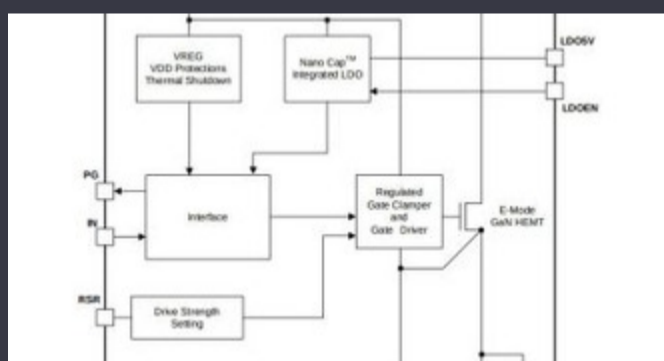 VREG
VDD Protections
Thermal Shutdown
Nano Cap™
Integrated LDO
LDO5V
LDOEN
PG
Interface
Regulated
Gate Clamper
and
Gate Driver
E-Mode
GaN HEMT
IN
RSR
Drive Strength
Setting